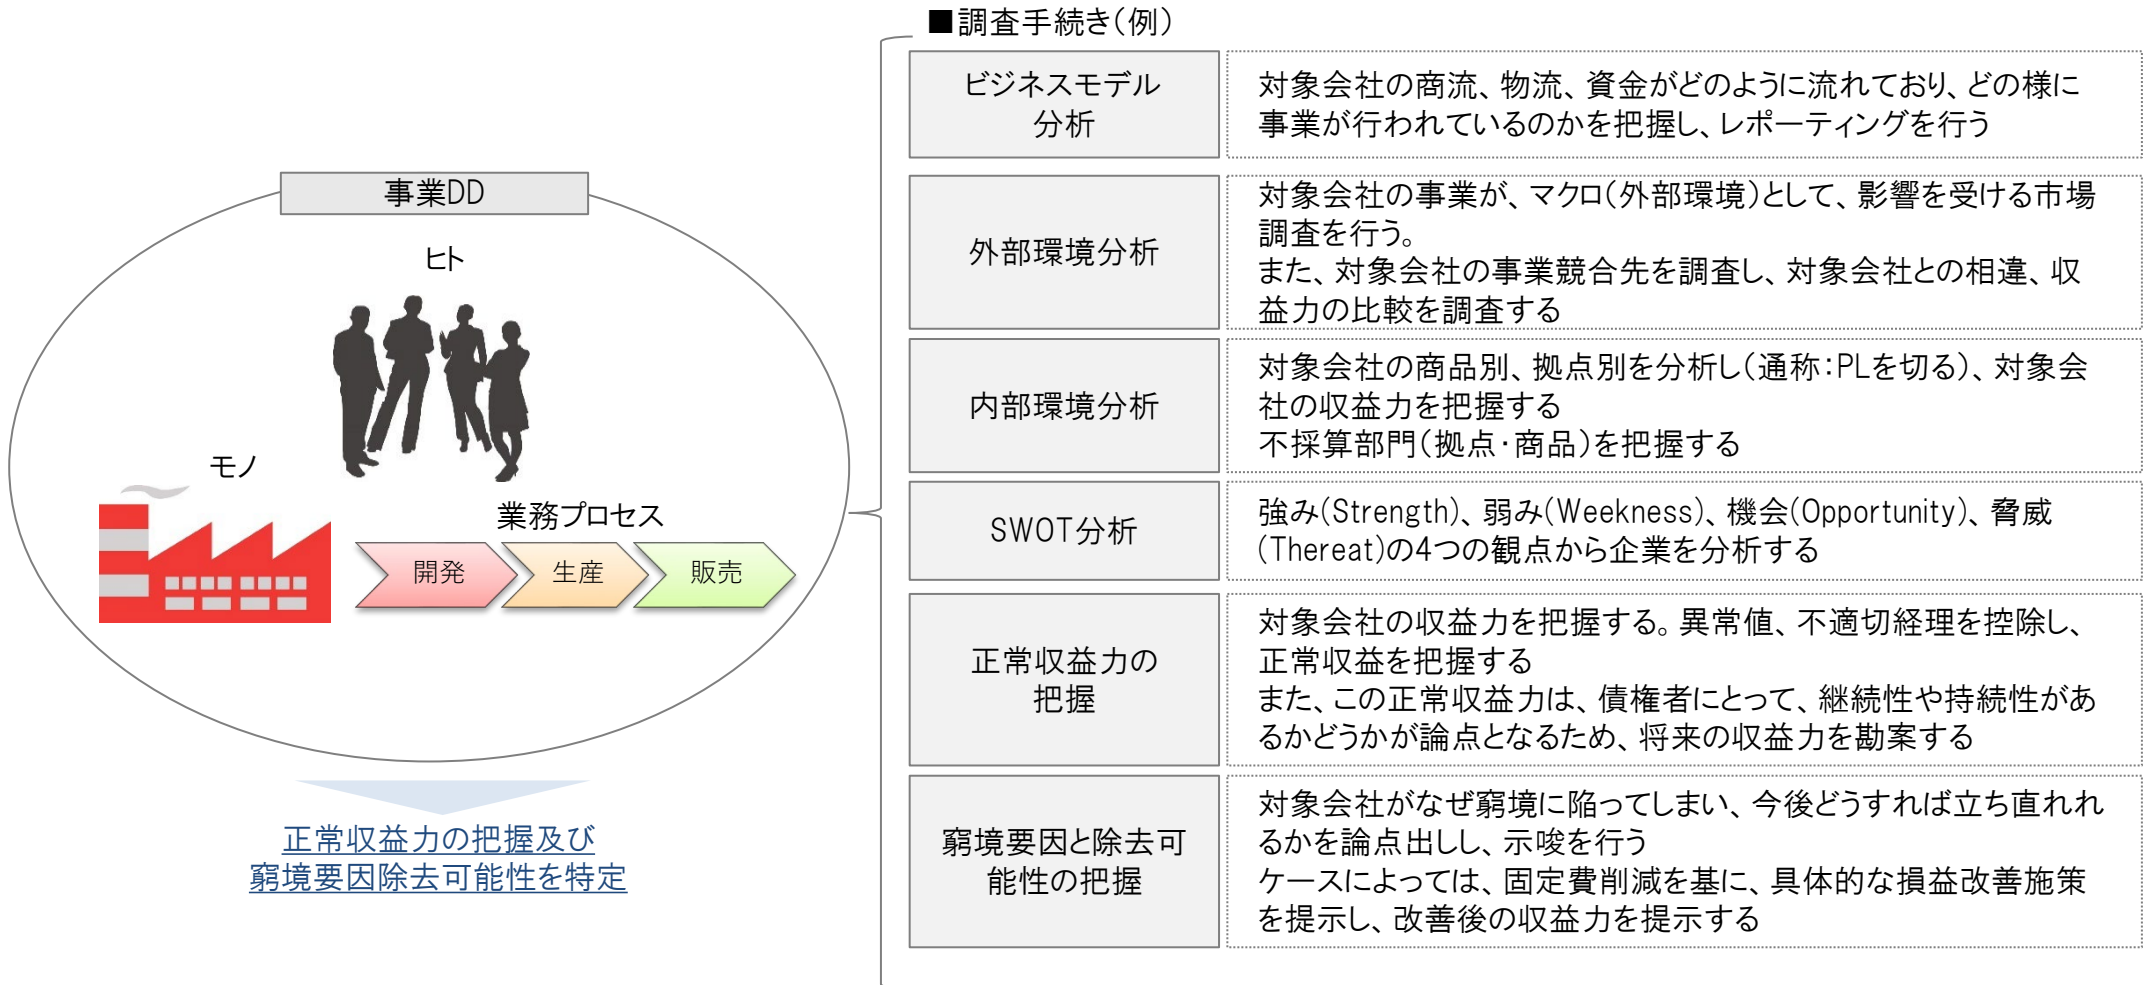 事業DD
ヒト
モノ
業務プロセス
開発
生産
販売
正常収益力の把握及び
窮境要因除去可能性を特定
■調査手続き(例)
ビジネスモデル
分析
対象会社の商流、物流、資金がどのように流れており、どの様に
事業が行われているのかを把握し、レポーティングを行う
外部環境分析
対象会社の事業が、マクロ(外部環境)として、影響を受ける市場
調査を行う。
また、対象会社の事業競合先を調査し、対象会社との相違、収
益力の比較を調査する
内部環境分析
対象会社の商品別、拠点別を分析し(通称:PLを切る)、対象会
社の収益力を把握する
不採算部門(拠点・商品)を把握する
SWOT分析
強み(Strength)、弱み(Weekness)、機会(Opportunity)、脅威
(Thereat)の4つの観点から企業を分析する
正常収益力の
把握
対象会社の収益力を把握する。異常値、不適切経理を控除し、
正常収益を把握する
また、この正常収益力は、債権者にとって、継続性や持続性があ
るかどうかが論点となるため、将来の収益力を勘案する
窮境要因と除去可
能性の把握
対象会社がなぜ窮境に陥ってしまい、今後どうすれば立ち直れれ
るかを論点出しし、示唆を行う
ケースによっては、固定費削減を基に、具体的な損益改善施策
を提示し、改善後の収益力を提示する